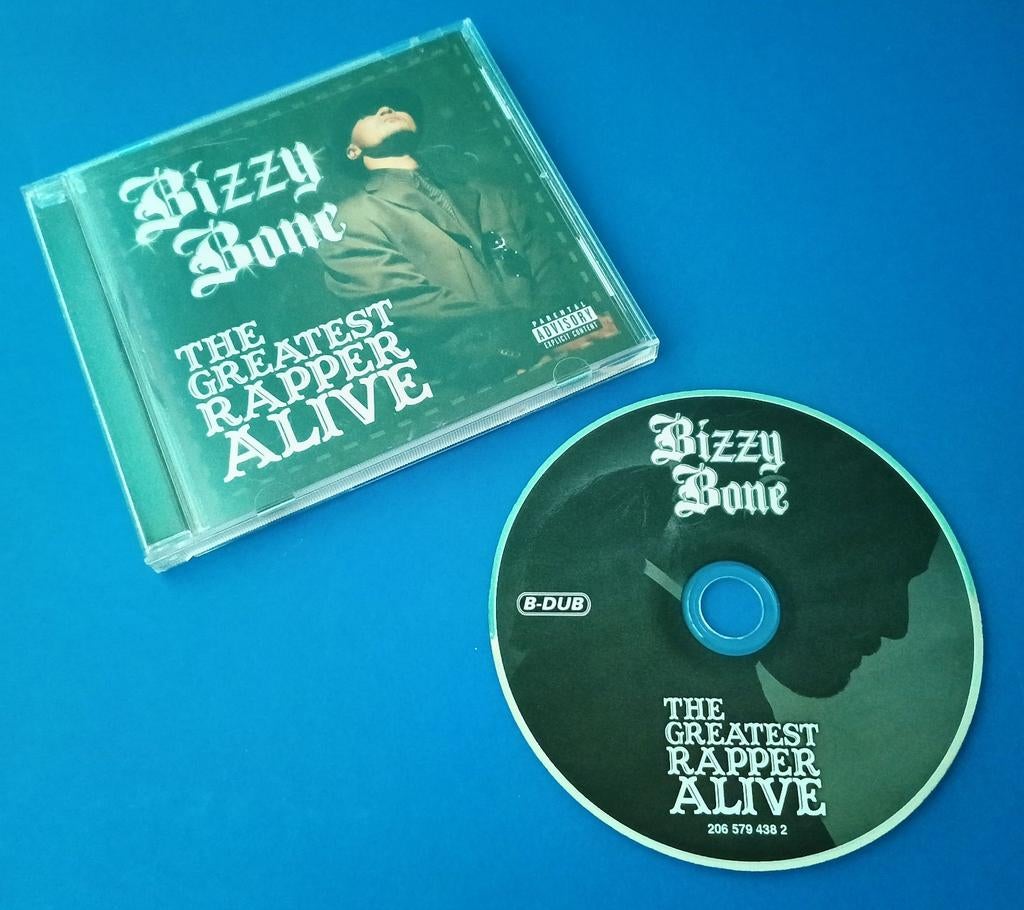 Bizzy
Bone
THE
GREATEST
RAPPER
ALIVE
PARENTAL
ADVISORY
EXPLICIT CONTENT
Bizzy
Bone
B-DUB
THE
GREATEST
RAPPER
ALIVE
206 579 438 2